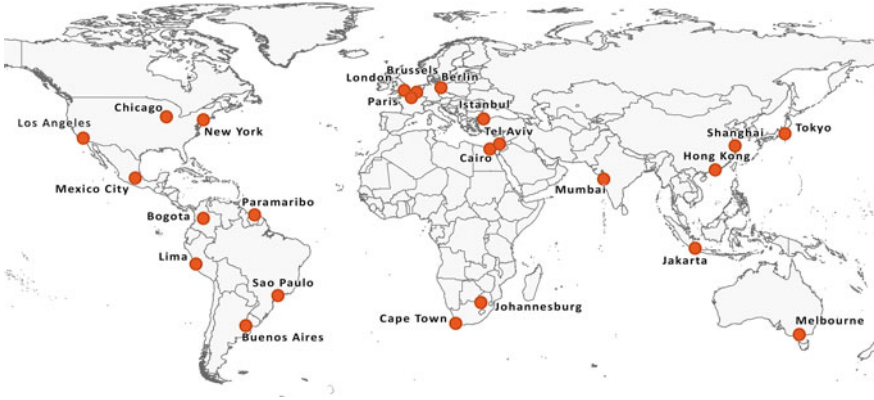 Brussels
London
Berlin
Paris
Istanbul
Chicago
New York
Los Angeles
Tel Aviv
Cairo
Shanghai
Tokyo
Hong Kong
Mexico City
Mumbai
Paramaribo
Bogota
Lima
Jakarta
Sao Paulo
Johannesburg
Cape Town
Melbourne
Buenos Aires